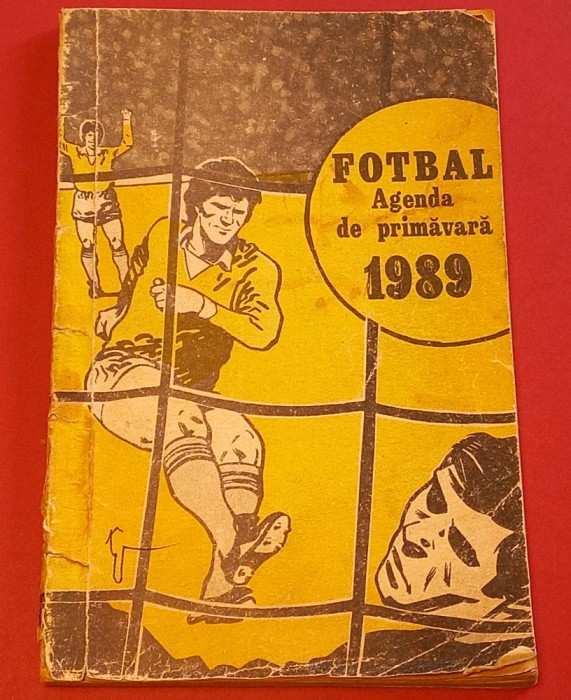 FOTBAL
Agenda
de primăvară
1989